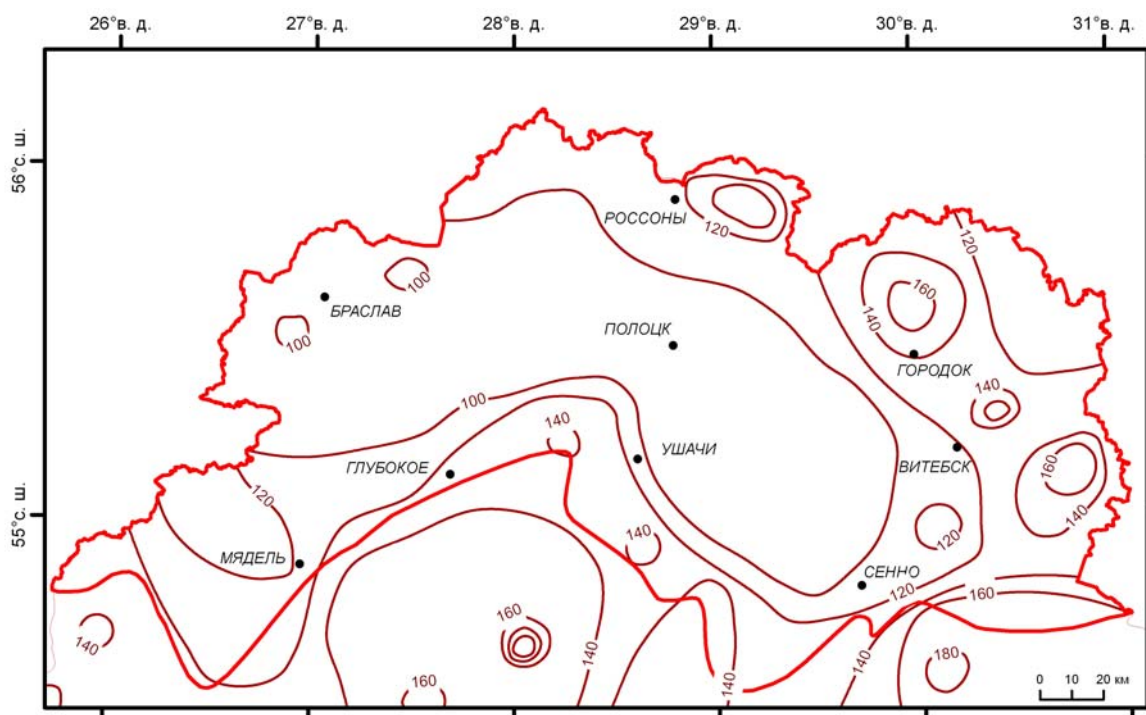 26°в. д.
27°в. д.
28°в. д.
29°в. д.
30°в. д.
31°в. д.
56°с. ш.
РОССОНЫ
120
120
100
БРАСЛАВ
160
100
140
ПОЛОЦК
ГОРОДОК
100
140
140
УШАЧИ
ГЛУБОКОЕ
ВИТЕБСК
160
120
55°с. ш.
140
140
120
МЯДЕЛЬ
СЕННО
120
160
160
140
140
140
180
160
140
0 10 20 км